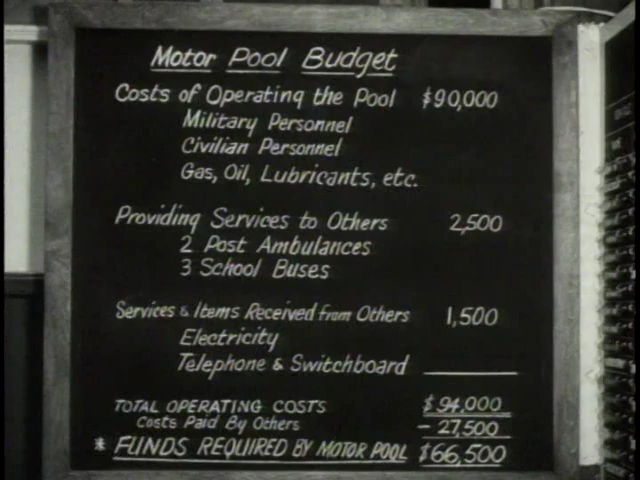 Motor Pool Budget
Costs of Operating the Pool $90,000
Military Personnel
Civilian Personnel
Gas, Oil, Lubricants, etc.
Providing Services to Others 2,500
2 Post Ambulances
3 School Buses
Services & Items Received from Others 1,500
Electricity
Telephone & Switchboard
TOTAL OPERATING COSTS $94,000
Costs Paid By Others - 27,500
* FUNDS REQUIRED BY MOTOR POOL $66,500